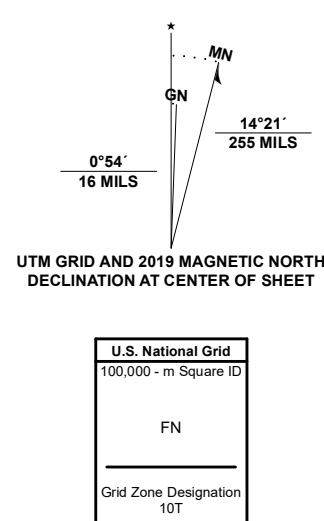 ★
MN
GN
14°21´
255 MILS
0°54´
16 MILS
UTM GRID AND 2019 MAGNETIC NORTH
DECLINATION AT CENTER OF SHEET
U.S. National Grid
100,000 - m Square ID
FN
Grid Zone Designation
10T